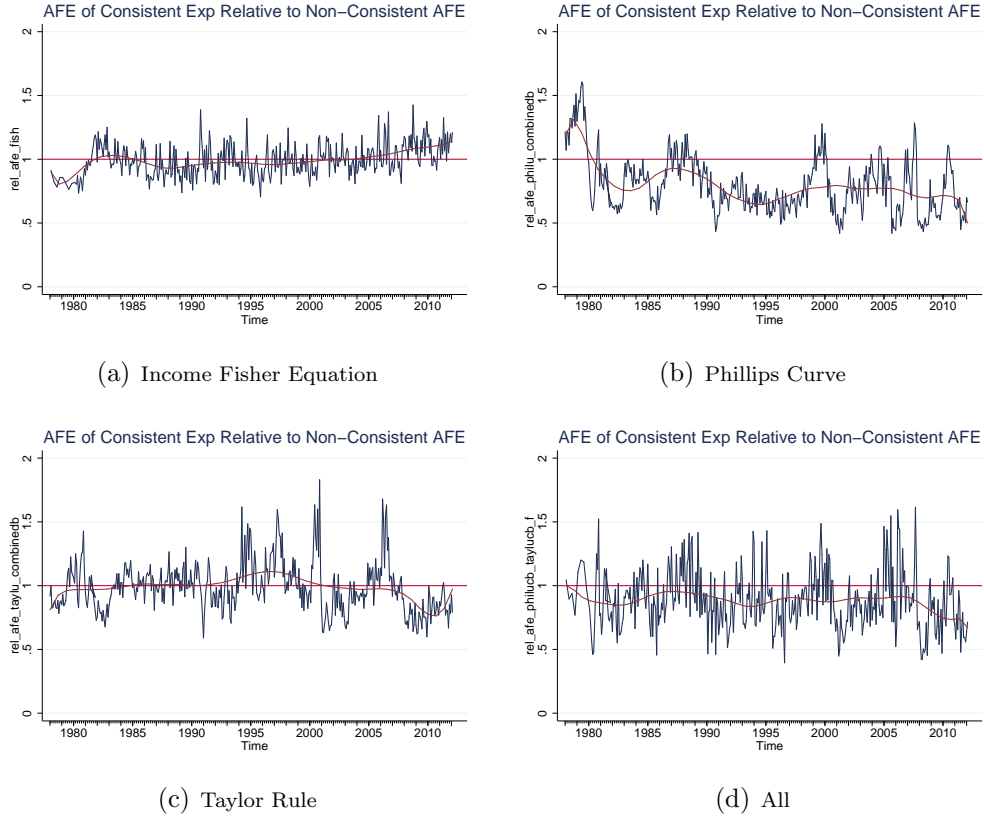 AFE of Consistent Exp Relative to Non−Consistent AFE
rel_afe_fish
2
1.5
1
.5
0
1980 1985 1990 1995 2000 2005 2010
Time
(a) Income Fisher Equation
AFE of Consistent Exp Relative to Non−Consistent AFE
rel_afe_philu_combinedb
2
1.5
1
.5
0
1980 1985 1990 1995 2000 2005 2010
Time
(b) Phillips Curve
AFE of Consistent Exp Relative to Non−Consistent AFE
rel_afe_taylu_combinedb
2
1.5
1
.5
0
1980 1985 1990 1995 2000 2005 2010
Time
(c) Taylor Rule
AFE of Consistent Exp Relative to Non−Consistent AFE
rel_afe_philucb_taylucb_f
2
1.5
1
.5
0
1980 1985 1990 1995 2000 2005 2010
Time
(d) All